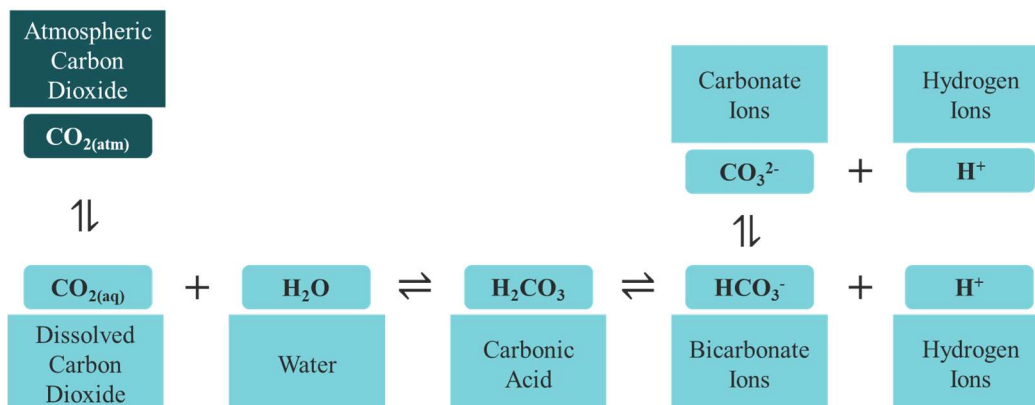 Atmospheric
Carbon
Dioxide
CO₂(atm)
Carbonate
Ions
Hydrogen
Ions
CO₃²⁻ + H⁺
⇌
⇌
CO₂(aq) + H₂O ⇌ H₂CO₃ ⇌ HCO₃⁻ + H⁺
Dissolved
Carbon
Dioxide
Water
Carbonic
Acid
Bicarbonate
Ions
Hydrogen
Ions